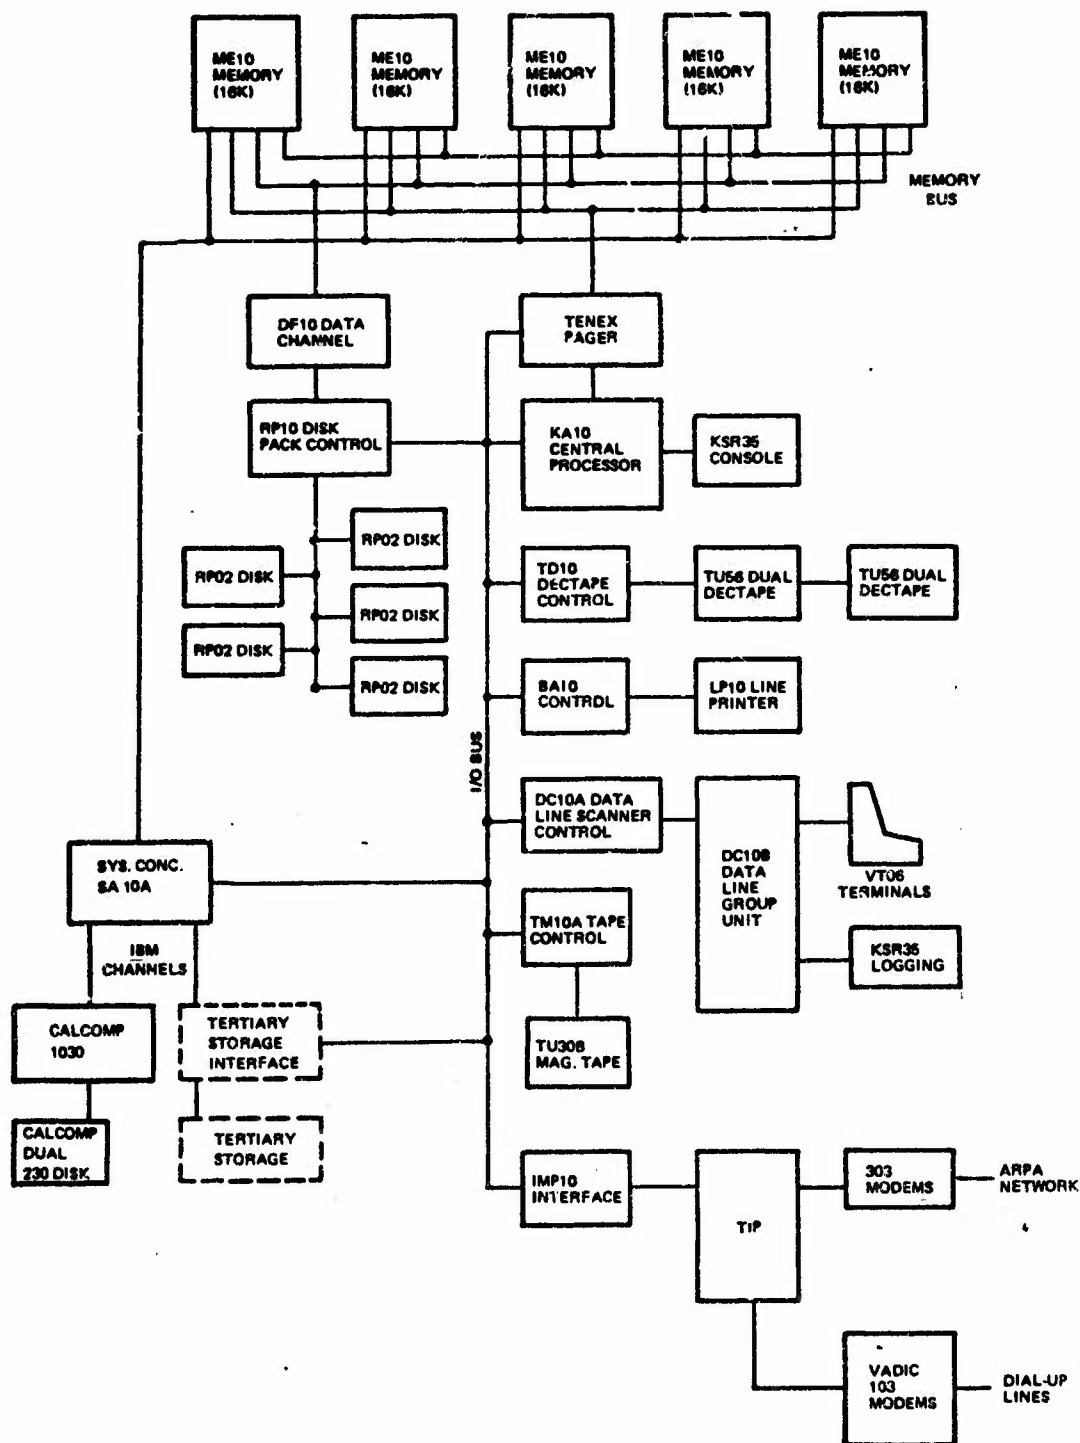 ME10
MEMORY
(16K)
ME10
MEMORY
(16K)
ME10
MEMORY
(16K)
ME10
MEMORY
(16K)
ME10
MEMORY
(16K)
MEMORY
BUS
DF10 DATA
CHANNEL
TENEX
PAGER
RP10 DISK
PACK CONTROL
KA10
CENTRAL
PROCESSOR
KSR35
CONSOLE
RP02 DISK
RP02 DISK
RP02 DISK
RP02 DISK
RP02 DISK
TD10
DECTAPE
CONTROL
TU56 DUAL
DECTAPE
TU56 DUAL
DECTAPE
BA10
CONTROL
LP10 LINE
PRINTER
I/O BUS
DC10A DATA
LINE SCANNER
CONTROL
DC10B
DATA
LINE
GROUP
UNIT
VT06
TERMINALS
SYS. CONC.
SA 10A
TM10A TAPE
CONTROL
KSR35
LOGGING
IBM
CHANNELS
CALCOMP
1030
TERTIARY
STORAGE
INTERFACE
TU30B
MAG. TAPE
CALCOMP
DUAL
230 DISK
TERTIARY
STORAGE
IMP10
INTERFACE
TIP
303
MODEMS
ARPA
NETWORK
VADIC
103
MODEMS
DIAL-UP
LINES